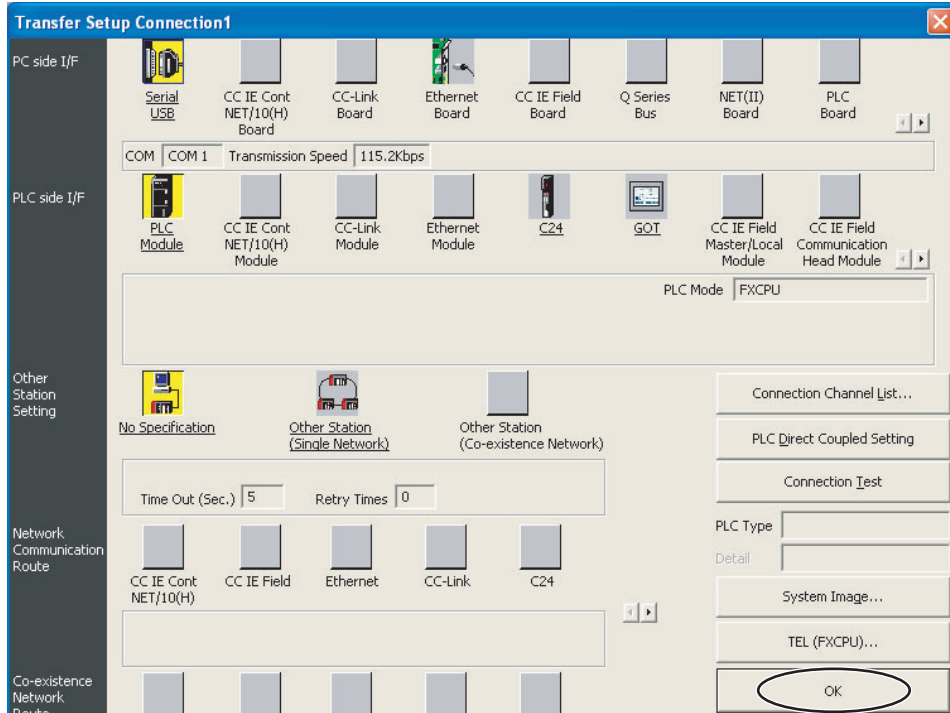 Transfer Setup Connection1
PC side I/F
Serial
USB
CC IE Cont
NET/10(H)
Board
CC-Link
Board
Ethernet
Board
CC IE Field
Board
Q Series
Bus
NET(II)
Board
PLC
Board
COM COM 1 Transmission Speed 115.2Kbps
PLC side I/F
PLC
Module
CC IE Cont
NET/10(H)
Module
CC-Link
Module
Ethernet
Module
C24
GOT
CC IE Field
Master/Local
Module
CC IE Field
Communication
Head Module
PLC Mode FXCPU
Other
Station
Setting
No Specification
Other Station
(Single Network)
Other Station
(Co-existence Network)
Time Out (Sec.) 5 Retry Times 0
Connection Channel List...
PLC Direct Coupled Setting
Connection Test
PLC Type
Detail
System Image...
TEL (FXCPU)...
OK
Network
Communication
Route
CC IE Cont
NET/10(H)
CC IE Field
Ethernet
CC-Link
C24
Co-existence
Network
Route